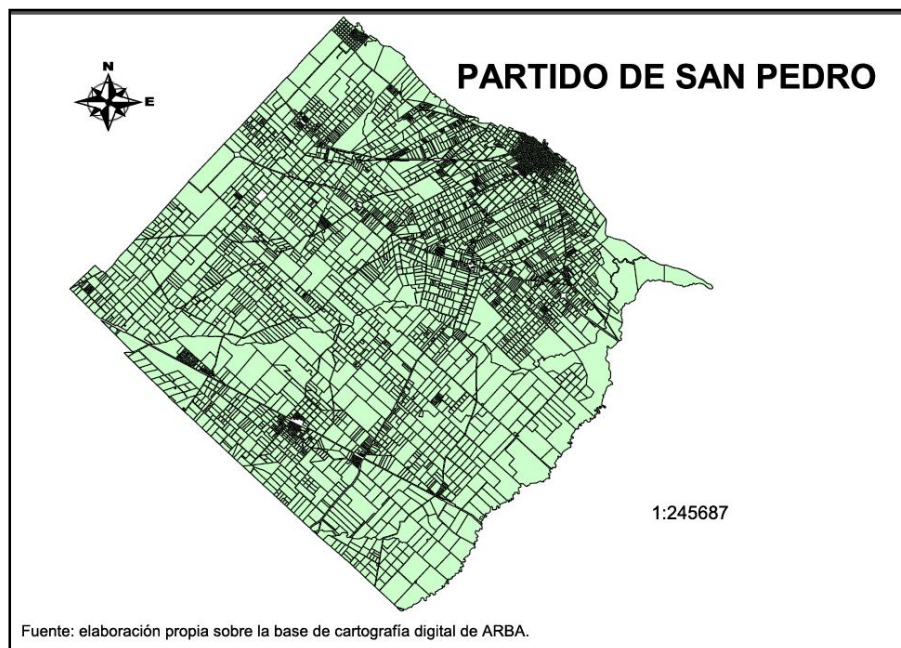 N
E
PARTIDO DE SAN PEDRO
1:245687
Fuente: elaboración propia sobre la base de cartografía digital de ARBA.